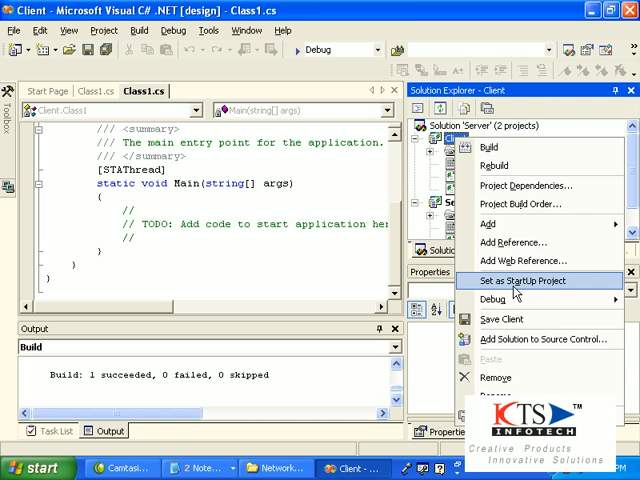 Client - Microsoft Visual C# .NET [design] - Class1.cs
File Edit View Project Build Debug Tools Window Help
Debug
Start Page Class1.cs Class1.cs
Client.Class1 Main(string[] args)
/// <summary>
/// The main entry point for the application.
/// </summary>
[STAThread]
static void Main(string[] args)
{
//
// TODO: Add code to start application her
//
}
}
}
Output
Build
Build: 1 succeeded, 0 failed, 0 skipped
Task List Output
Toolbox
Solution Explorer - Client
Solution 'Server' (2 projects)
Clie
Se
Solutio
Properties
Build
Rebuild
Project Dependencies...
Project Build Order...
Add
Add Reference...
Add Web Reference...
Set as StartUp Project
Debug
Save Client
Add Solution to Source Control...
Paste
Remove
Propertie
KTS TM
INFOTECH
Creative Products
Innovative Solutions
start Camtasi... 2 Note... Network... Client - ...